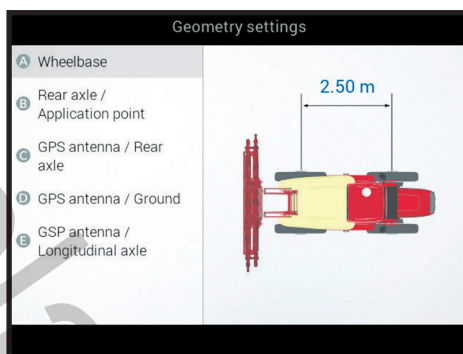 Geometry settings
A Wheelbase
B Rear axle /
Application point
C GPS antenna / Rear
axle
D GPS antenna / Ground
E GSP antenna /
Longitudinal axle
2.50 m